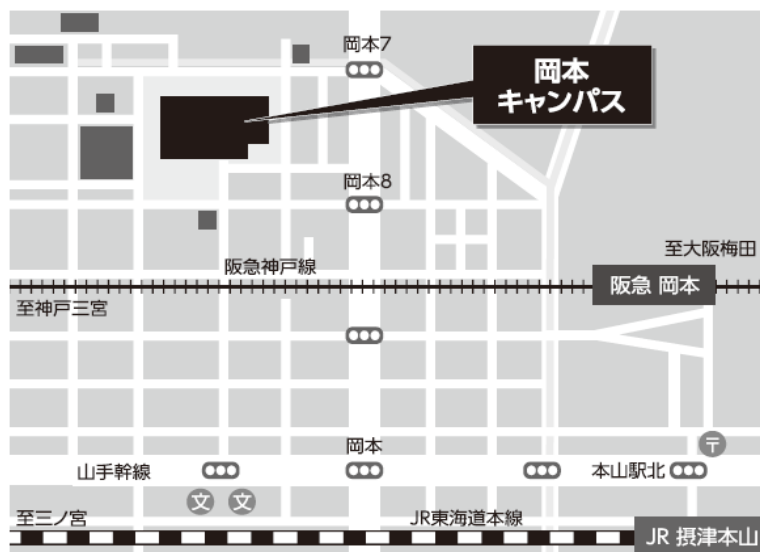 岡本7
岡本
キャンパス
岡本8
至大阪梅田
阪急神戸線
阪急 岡本
至神戸三宮
岡本
〒
山手幹線
本山駅北
文
文
至三ノ宮
JR東海道本線
JR 摂津本山